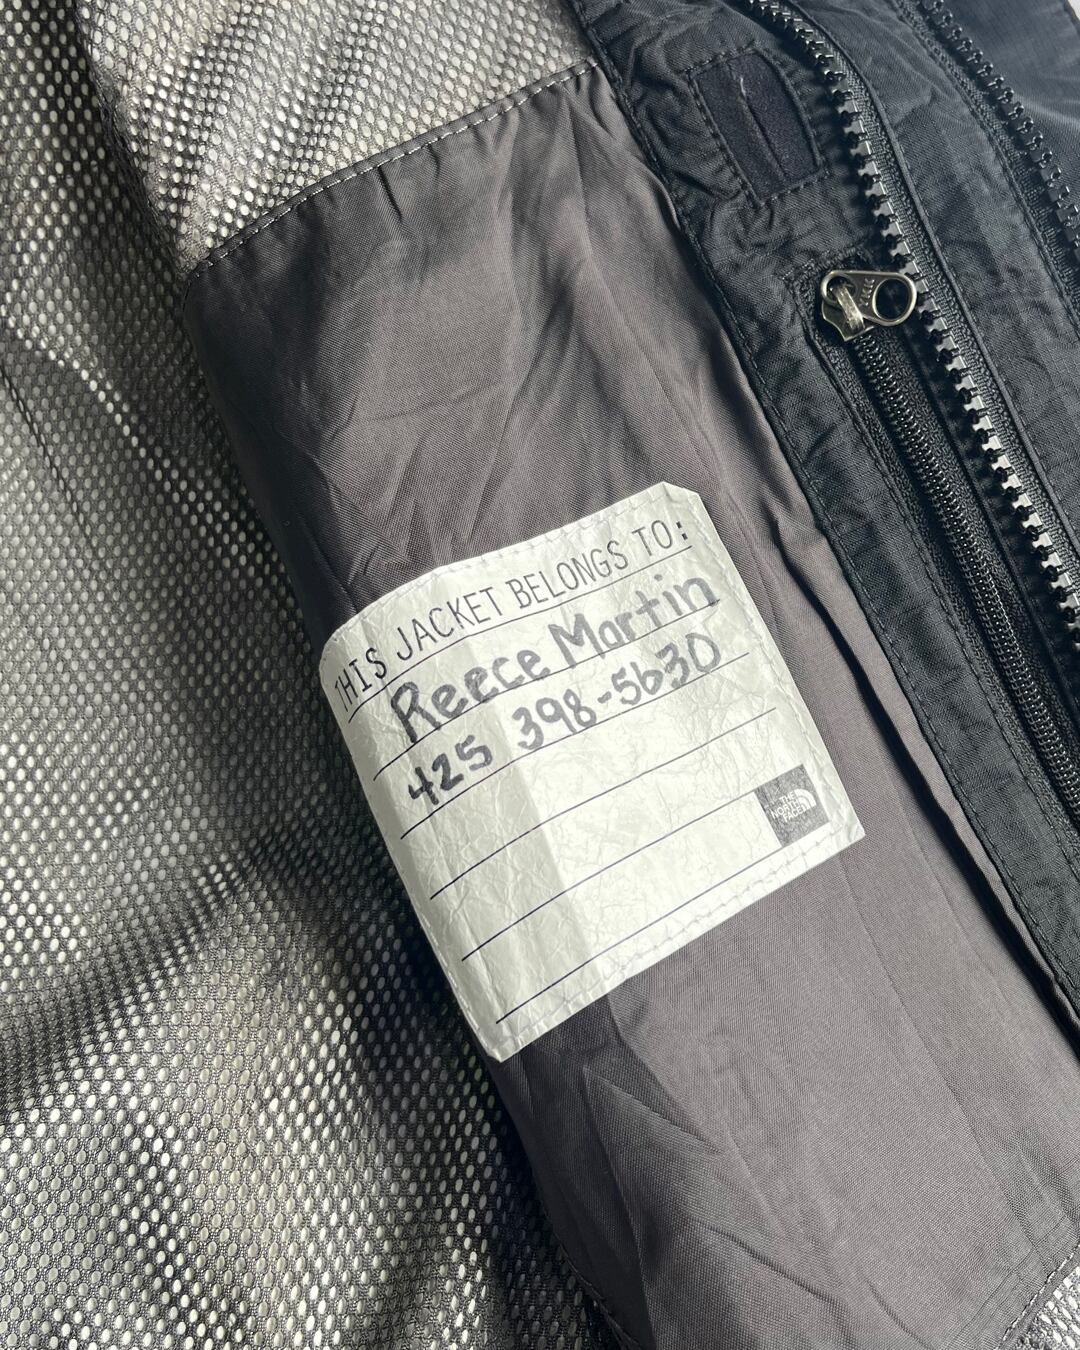 THIS JACKET BELONGS TO:
Reece Martin
425 398-5630
THE
NORTH
FACE